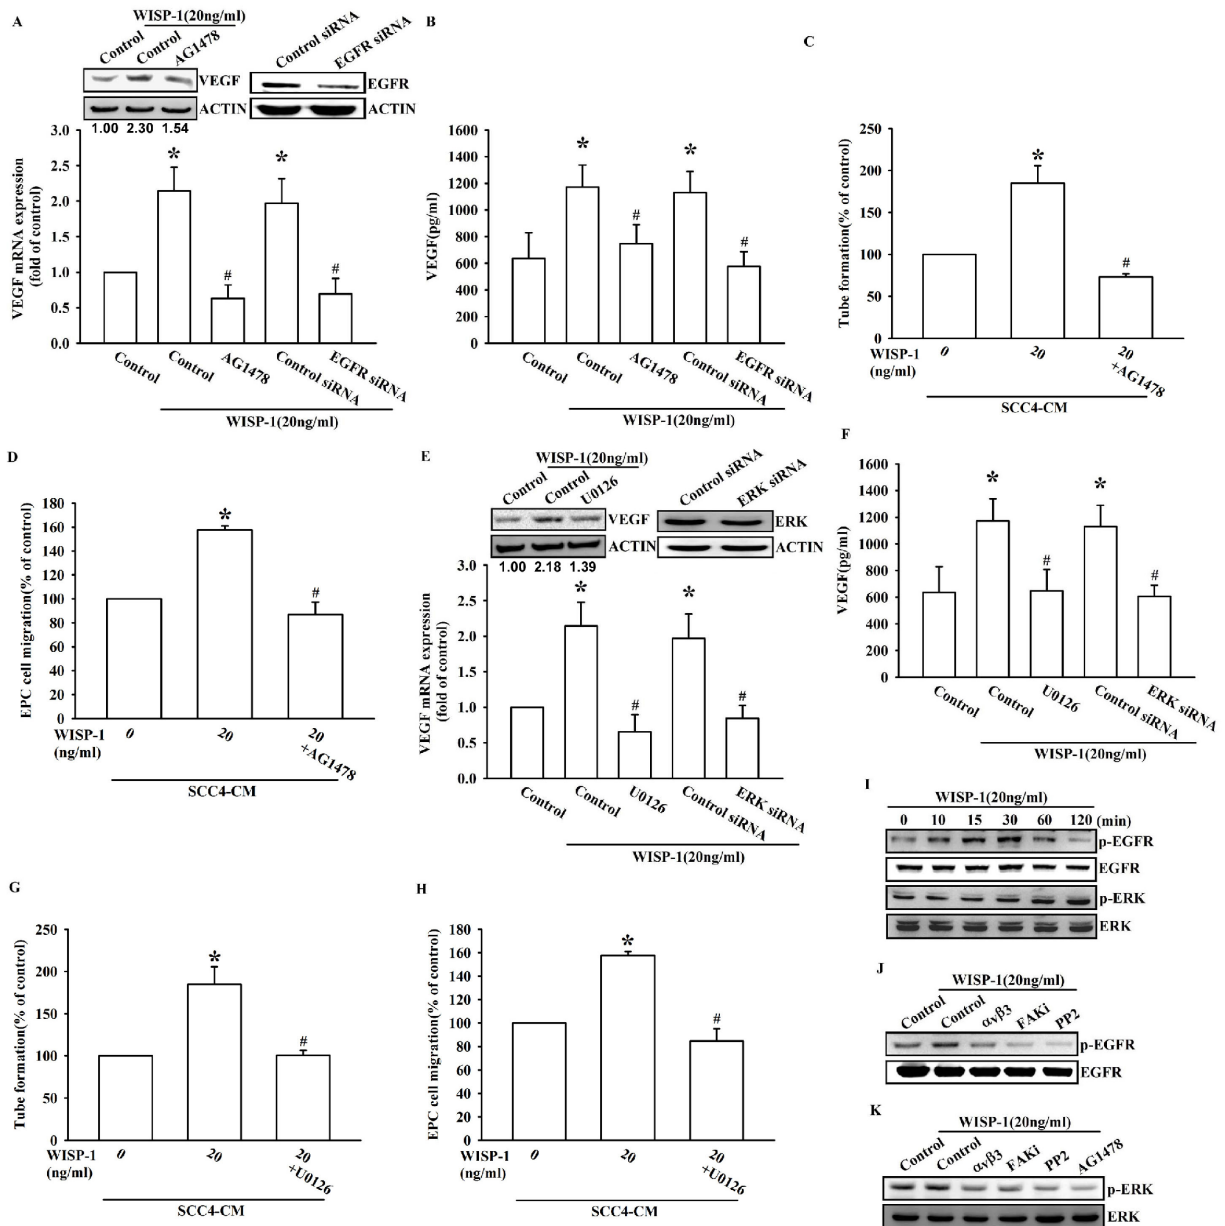 A
WISP-1(20ng/ml)
Control
Control
AG1478
Control siRNA
EGFR siRNA
VEGF
EGFR
ACTIN
ACTIN
1.00 2.30 1.54
VEGF mRNA expression
(fold of control)
3.0
2.5
2.0
1.5
1.0
0.5
0.0
*
#
*
#
Control
Control
AG1478
Control siRNA
EGFR siRNA
WISP-1(20ng/ml)
B
VEGF(pg/ml)
1600
1400
1200
1000
800
600
400
200
0
*
#
*
#
Control
Control
AG1478
Control siRNA
EGFR siRNA
WISP-1(20ng/ml)
C
Tube formation(% of control)
250
200
150
100
50
0
*
#
WISP-1
(ng/ml)
0
20
20
+AG1478
SCC4-CM
D
EPC cell migration(% of control)
180
160
140
120
100
80
60
40
20
0
*
#
WISP-1
(ng/ml)
0
20
20
+AG1478
SCC4-CM
E
WISP-1(20ng/ml)
Control
Control
U0126
Control siRNA
ERK siRNA
VEGF
ERK
ACTIN
ACTIN
1.00 2.18 1.39
VEGF mRNA expression
(fold of control)
3.0
2.5
2.0
1.5
1.0
0.5
0.0
*
#
*
#
Control
Control
U0126
Control siRNA
ERK siRNA
WISP-1(20ng/ml)
F
VEGF(pg/ml)
1600
1400
1200
1000
800
600
400
200
0
*
#
*
#
Control
Control
U0126
Control siRNA
ERK siRNA
WISP-1(20ng/ml)
G
Tube formation(% of control)
250
200
150
100
50
0
*
#
WISP-1
(ng/ml)
0
20
20
+U0126
SCC4-CM
H
EPC cell migration(% of control)
180
160
140
120
100
80
60
40
20
0
*
#
WISP-1
(ng/ml)
0
20
20
+U0126
SCC4-CM
I
WISP-1(20ng/ml)
0 10 15 30 60 120 (min)
p-EGFR
EGFR
p-ERK
ERK
J
WISP-1(20ng/ml)
Control
Control
αvβ3
FAKi
PP2
p-EGFR
EGFR
K
WISP-1(20ng/ml)
Control
Control
αvβ3
FAKi
PP2
AG1478
p-ERK
ERK